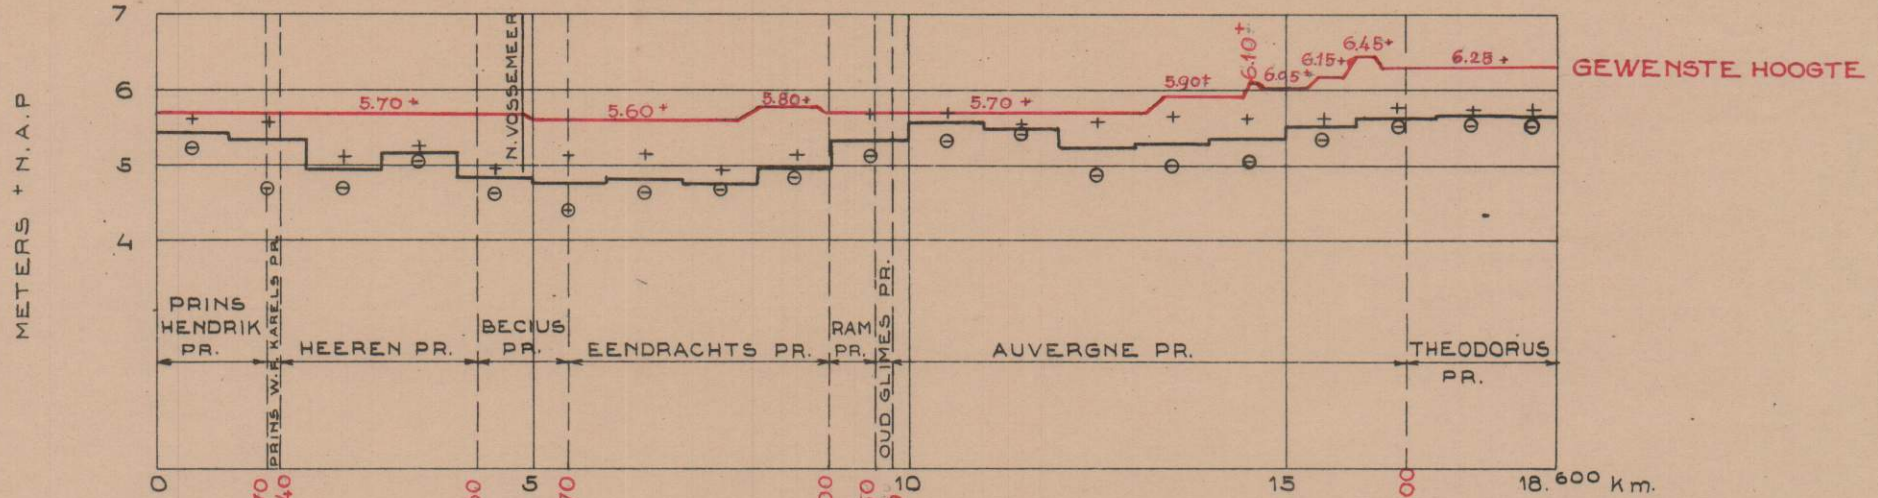 METERS + N.A.P
7
6
5
4
GEWENSTE HOOGTE
5.70+
5.60+
5.80+
5.70+
5.90+
6.10+
6.05+
6.15+
6.45+
6.25+
N. VOSSEMEER
PRINS
HENDRIK
PR.
PRINS W.F. KARELS PR.
HEEREN PR.
BECIUS
PR.
EENDRACHTS PR.
RAM
PR.
OUD GLIMES PR.
AUVERGNE PR.
THEODORUS
PR.
0
5
10
15
18.600 Km.